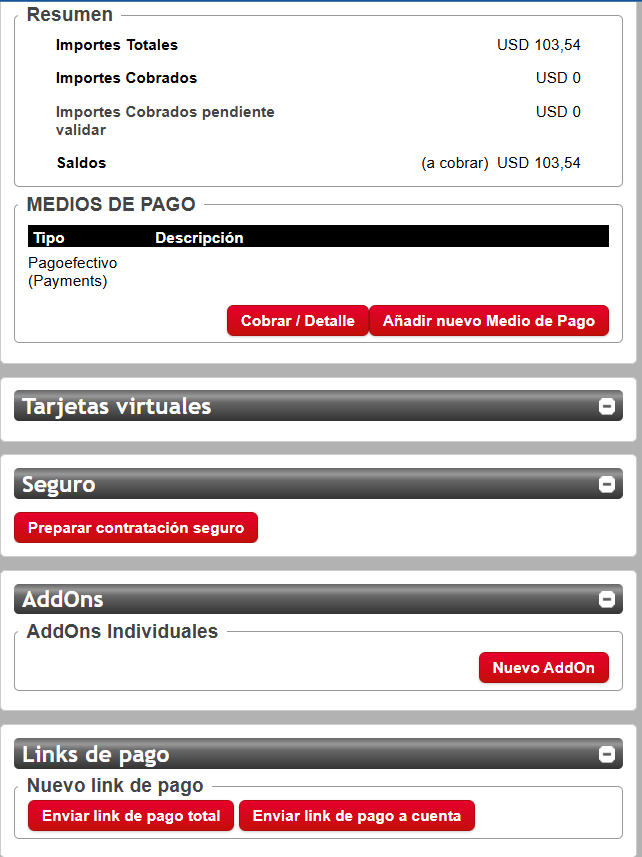 Resumen
Importes Totales USD 103,54
Importes Cobrados USD 0
Importes Cobrados pendiente USD 0
validar
Saldos (a cobrar) USD 103,54
MEDIOS DE PAGO
Tipo Descripción
Pagoefectivo
(Payments)
Cobrar / Detalle Añadir nuevo Medio de Pago
Tarjetas virtuales
Seguro
Preparar contratación seguro
AddOns
AddOns Individuales
Nuevo AddOn
Links de pago
Nuevo link de pago
Enviar link de pago total Enviar link de pago a cuenta